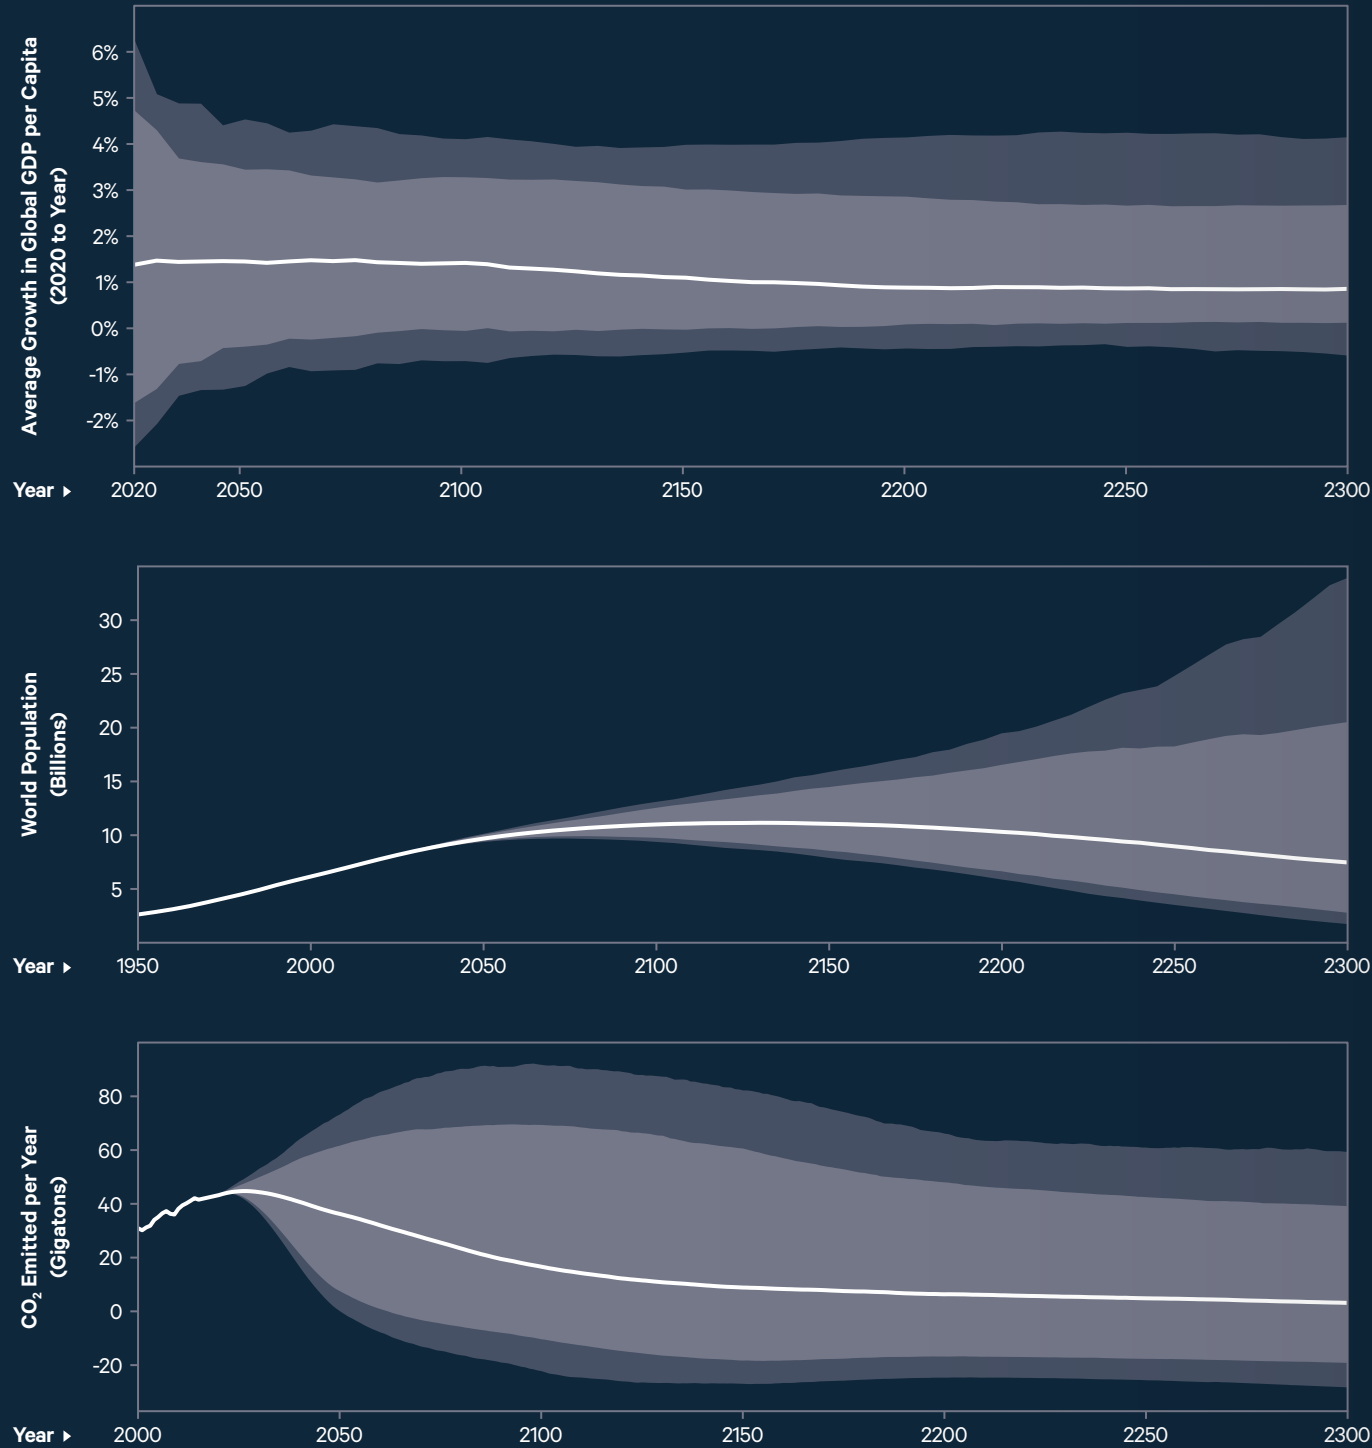 Average Growth in Global GDP per Capita
(2020 to Year)
6%
5%
4%
3%
2%
1%
0%
-1%
-2%
Year ▸ 2020 2050 2100 2150 2200 2250 2300
World Population
(Billions)
30
25
20
15
10
5
Year ▸ 1950 2000 2050 2100 2150 2200 2250 2300
CO₂ Emitted per Year
(Gigatons)
80
60
40
20
0
-20
Year ▸ 2000 2050 2100 2150 2200 2250 2300